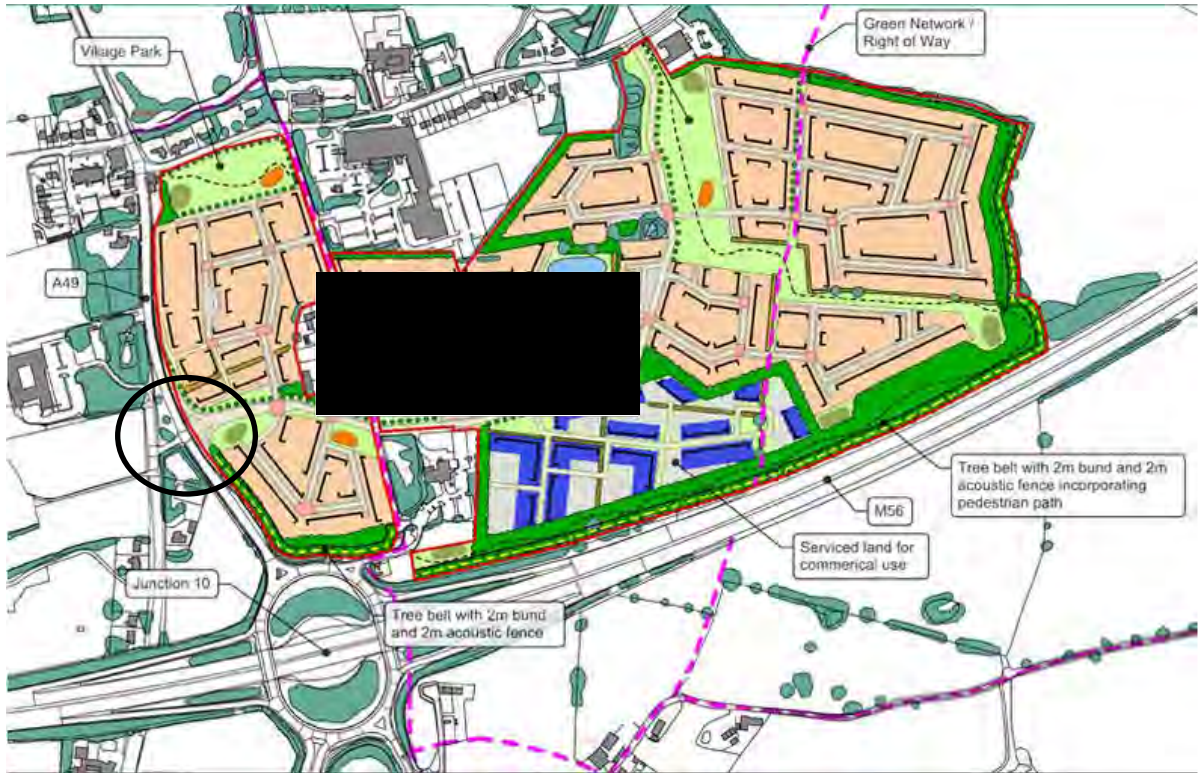 Village Park
Green Network /
Right of Way
A49
Tree belt with 2m bund and 2m
acoustic fence incorporating
pedestrian path
M56
Serviced land for
commerical use
Junction 10
Tree belt with 2m bund
and 2m acoustic fence